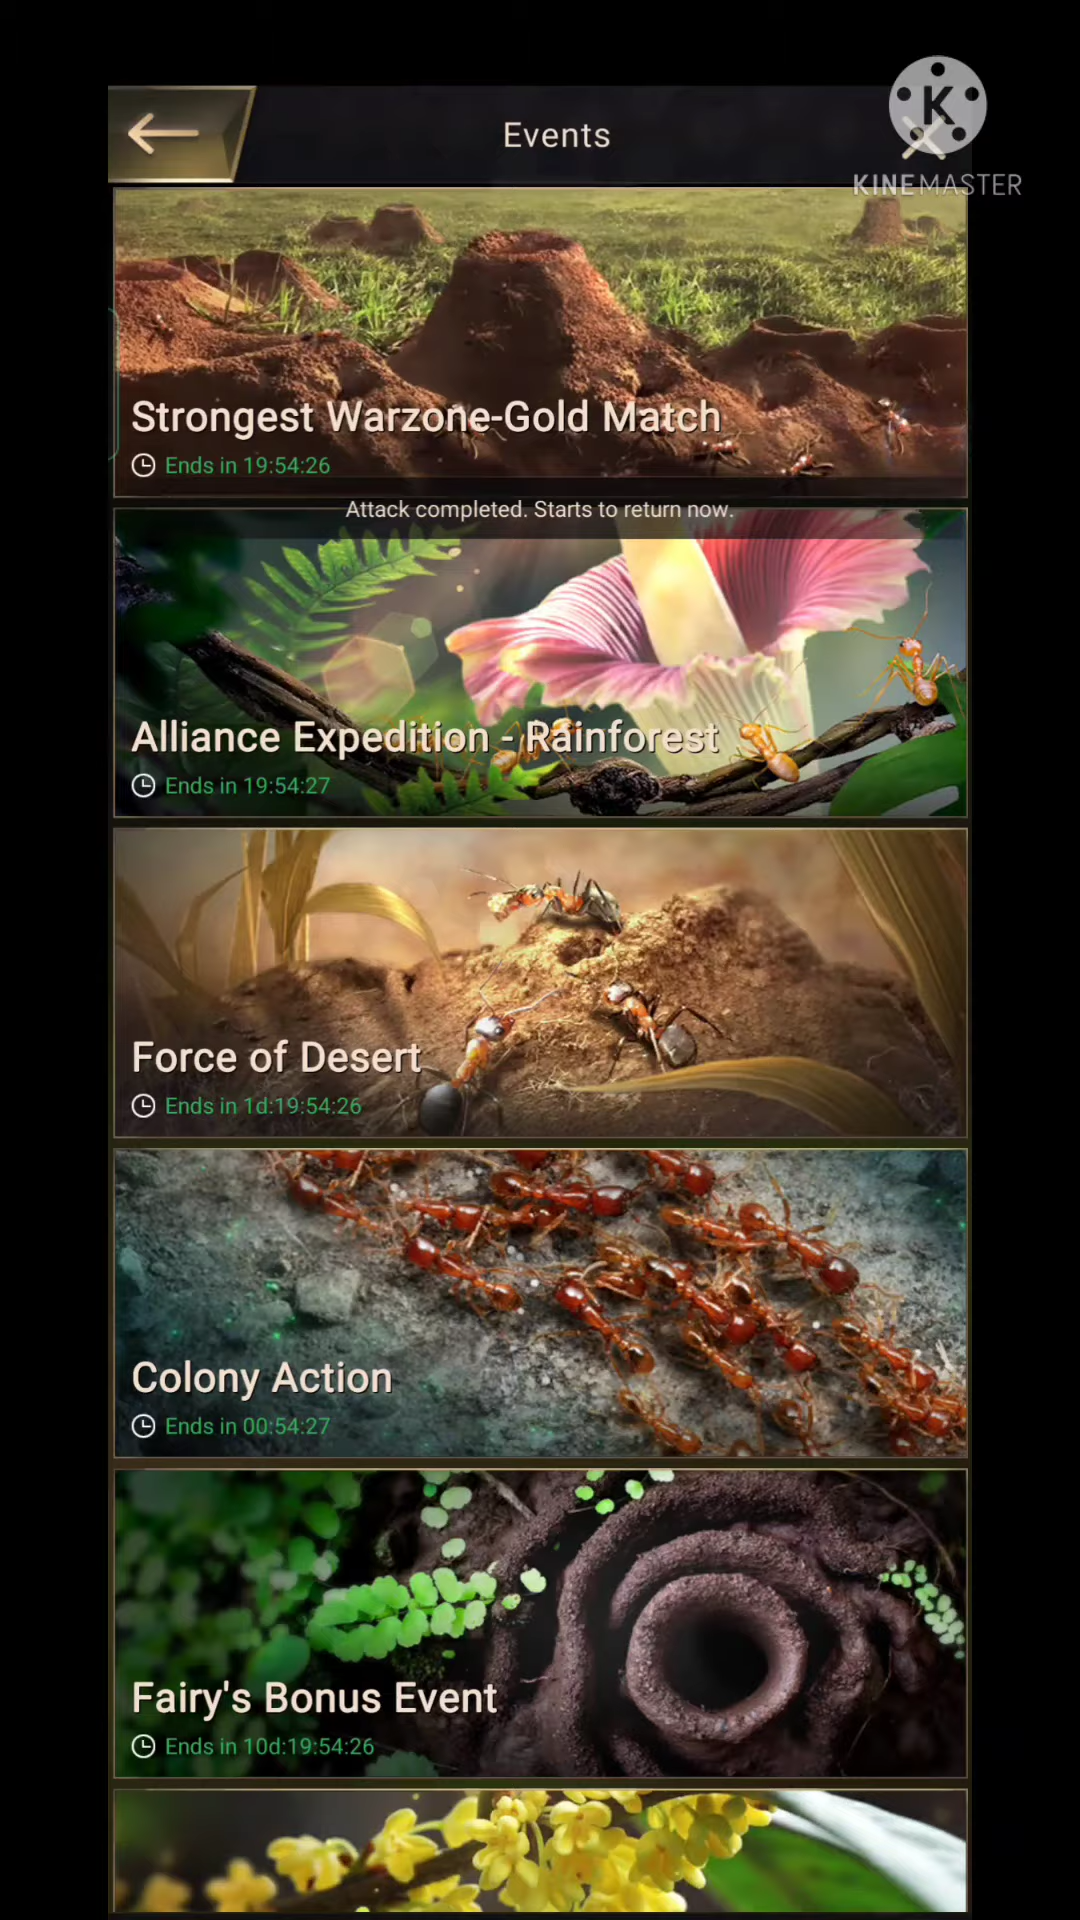 Events
K
KINEMASTER
Strongest Warzone-Gold Match
Ends in 19:54:26
Attack completed. Starts to return now.
Alliance Expedition - Rainforest
Ends in 19:54:27
Force of Desert
Ends in 1d:19:54:26
Colony Action
Ends in 00:54:27
Fairy's Bonus Event
Ends in 10d:19:54:26